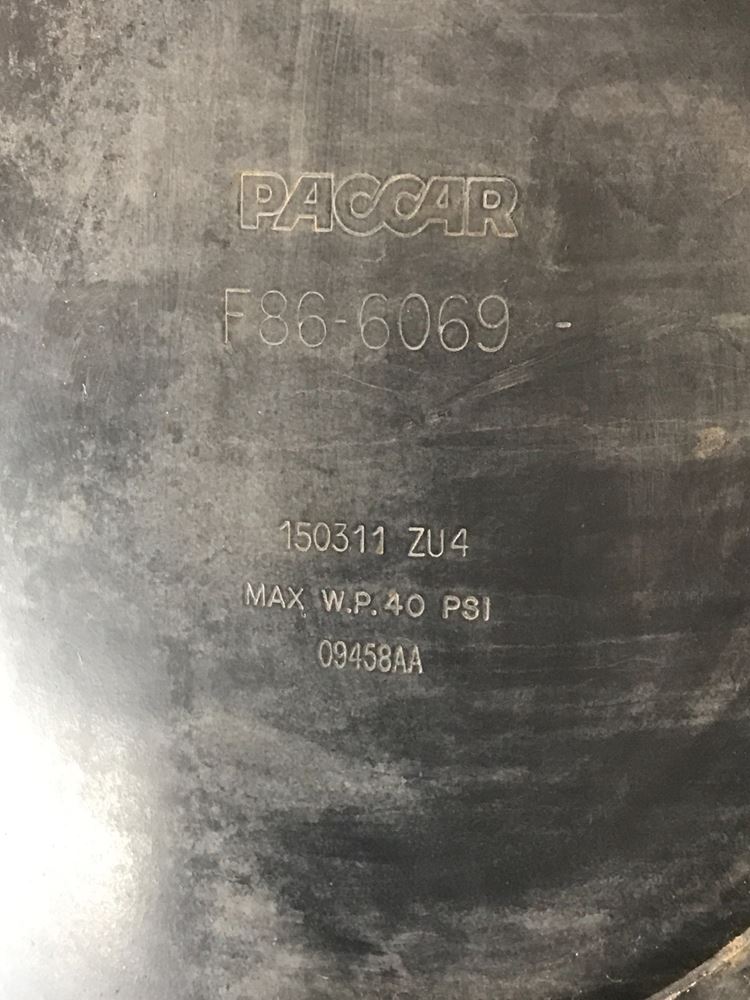 PACCAR
F86-6069 -
150311 ZU4
MAX W.P. 40 PSI
09458AA